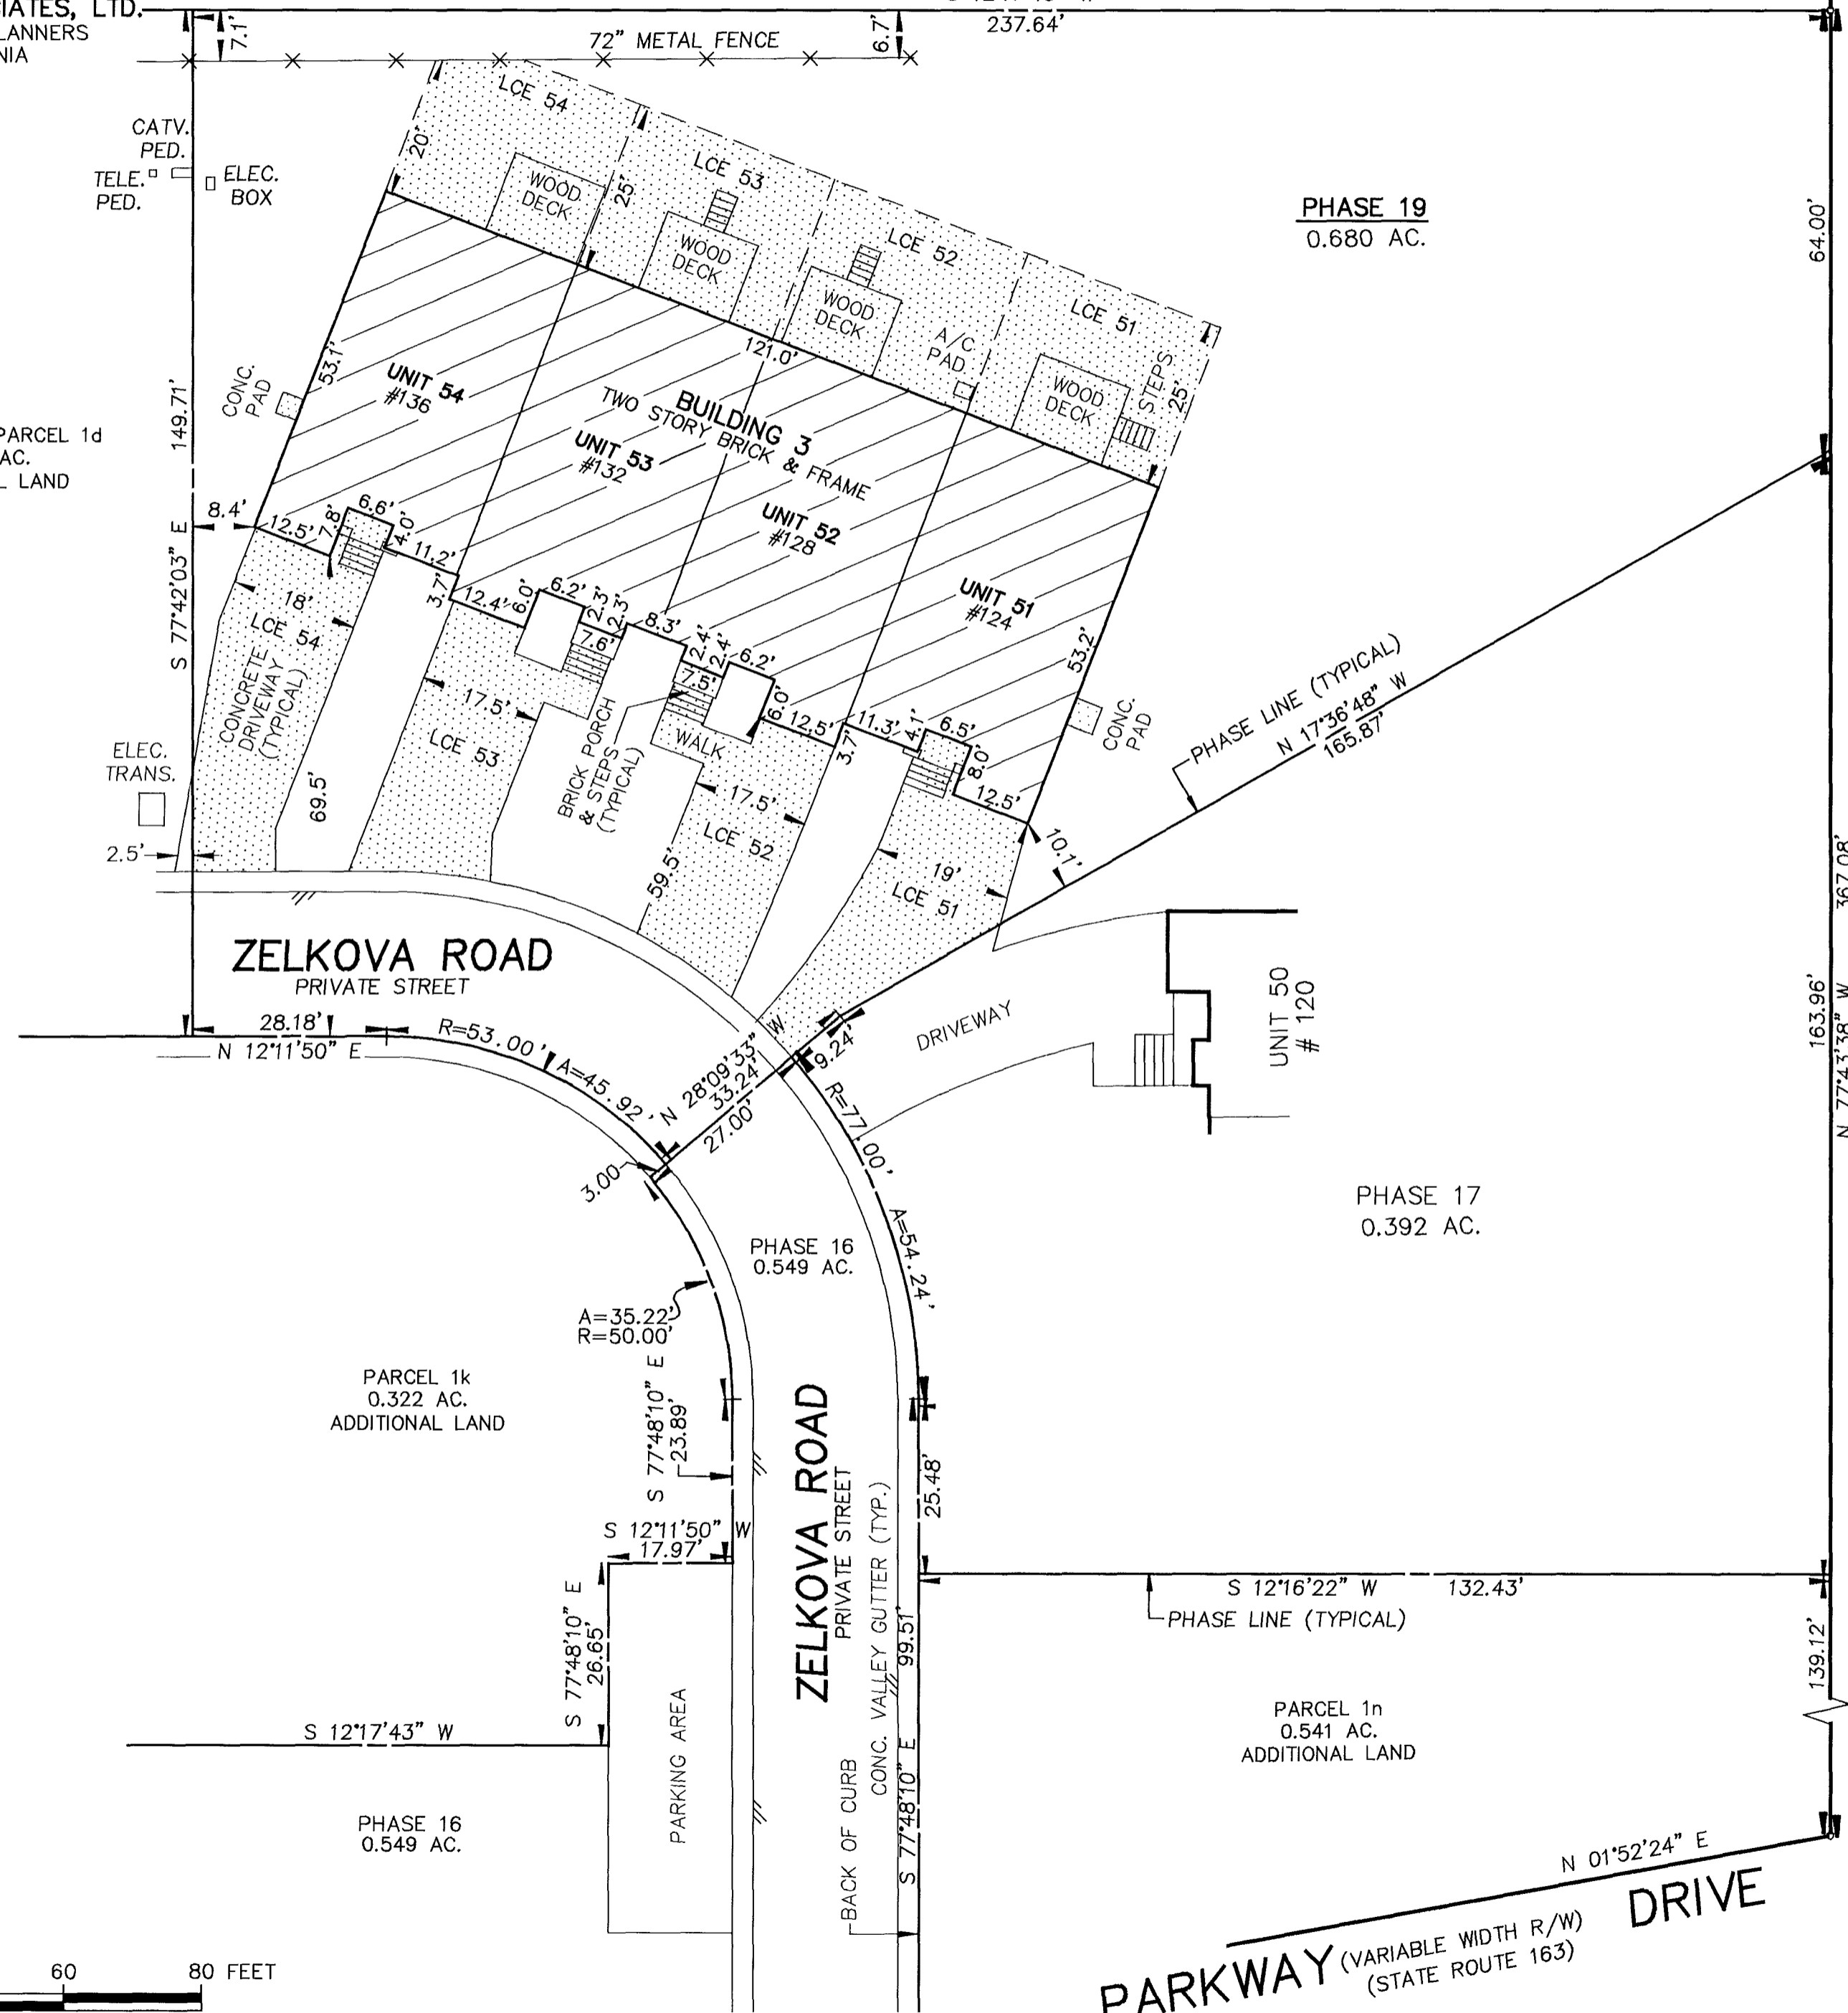 IATES, LTD.
LANNERS
NIA
237.64'
7.1'
72" METAL FENCE
6.7'
CATV.
PED.
TELE.
PED.
ELEC.
BOX
LCE 54
20'
WOOD
DECK
25'
LCE 53
WOOD
DECK
LCE 52
WOOD
DECK
A/C
PAD
LCE 51
WOOD
DECK
STEPS
25'
PHASE 19
0.680 AC.
64.00'
PARCEL 1d
AC.
L LAND
S 77°42'03" E 149.71'
CONC.
PAD
53.1'
121.0'
UNIT 54
#136
BUILDING 3
TWO STORY BRICK & FRAME
UNIT 53
#132
UNIT 52
#128
UNIT 51
#124
53.2'
CONC.
PAD
8.4'
12.5'
7.8'
6.6'
4.0'
11.2'
3.7'
12.4'
6.0'
6.2'
2.3'
2.3'
7.6'
8.3'
2.4'
2.4'
7.5'
6.2'
6.0'
12.5'
3.7'
11.3'
4.1'
6.5'
8.0'
12.5'
10.1'
18'
LCE 54
CONCRETE
DRIVEWAY
(TYPICAL)
17.5'
LCE 53
BRICK PORCH
& STEPS
(TYPICAL)
WALK
17.5'
LCE 52
19'
LCE 51
69.5'
59.5'
ELEC.
TRANS.
2.5'
PHASE LINE (TYPICAL)
N 17°36'48" W
165.87'
N 77°43'38" W 367.08'
163.96'
ZELKOVA ROAD
PRIVATE STREET
28.18'
N 12°11'50" E
R=53.00'
A=45.92'
N 28°09'33" W
33.24'
27.00'
9.24'
3.00
DRIVEWAY
UNIT 50
# 120
R=77.00'
A=54.24'
PHASE 17
0.392 AC.
PHASE 16
0.549 AC.
A=35.22'
R=50.00'
PARCEL 1k
0.322 AC.
ADDITIONAL LAND
S 77°48'10" E
23.89'
S 12°11'50" W
17.97'
S 77°48'10" E
26.65'
S 12°17'43" W
PHASE 16
0.549 AC.
PARKING AREA
ZELKOVA ROAD
PRIVATE STREET
CONC. VALLEY GUTTER (TYP.)
BACK OF CURB
S 77°48'10" E 99.51'
25.48'
S 12°16'22" W 132.43'
PHASE LINE (TYPICAL)
139.12'
PARCEL 1n
0.541 AC.
ADDITIONAL LAND
N 01°52'24" E
PARKWAY DRIVE
(VARIABLE WIDTH R/W)
(STATE ROUTE 163)
60 80 FEET